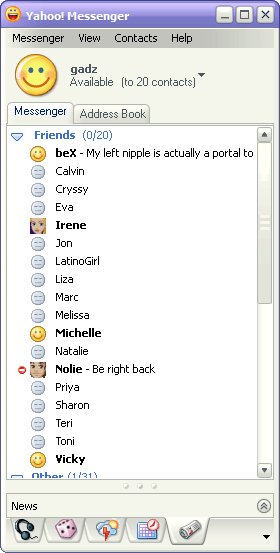 Yahoo! Messenger
Messenger View Contacts Help
gadz
Available (to 20 contacts)
Messenger Address Book
Friends (0/20)
beX - My left nipple is actually a portal to
Calvin
Cryssy
Eva
Irene
Jon
LatinoGirl
Liza
Marc
Melissa
Michelle
Natalie
Nolie - Be right back
Priya
Sharon
Teri
Toni
Vicky
Other (1/31)
News